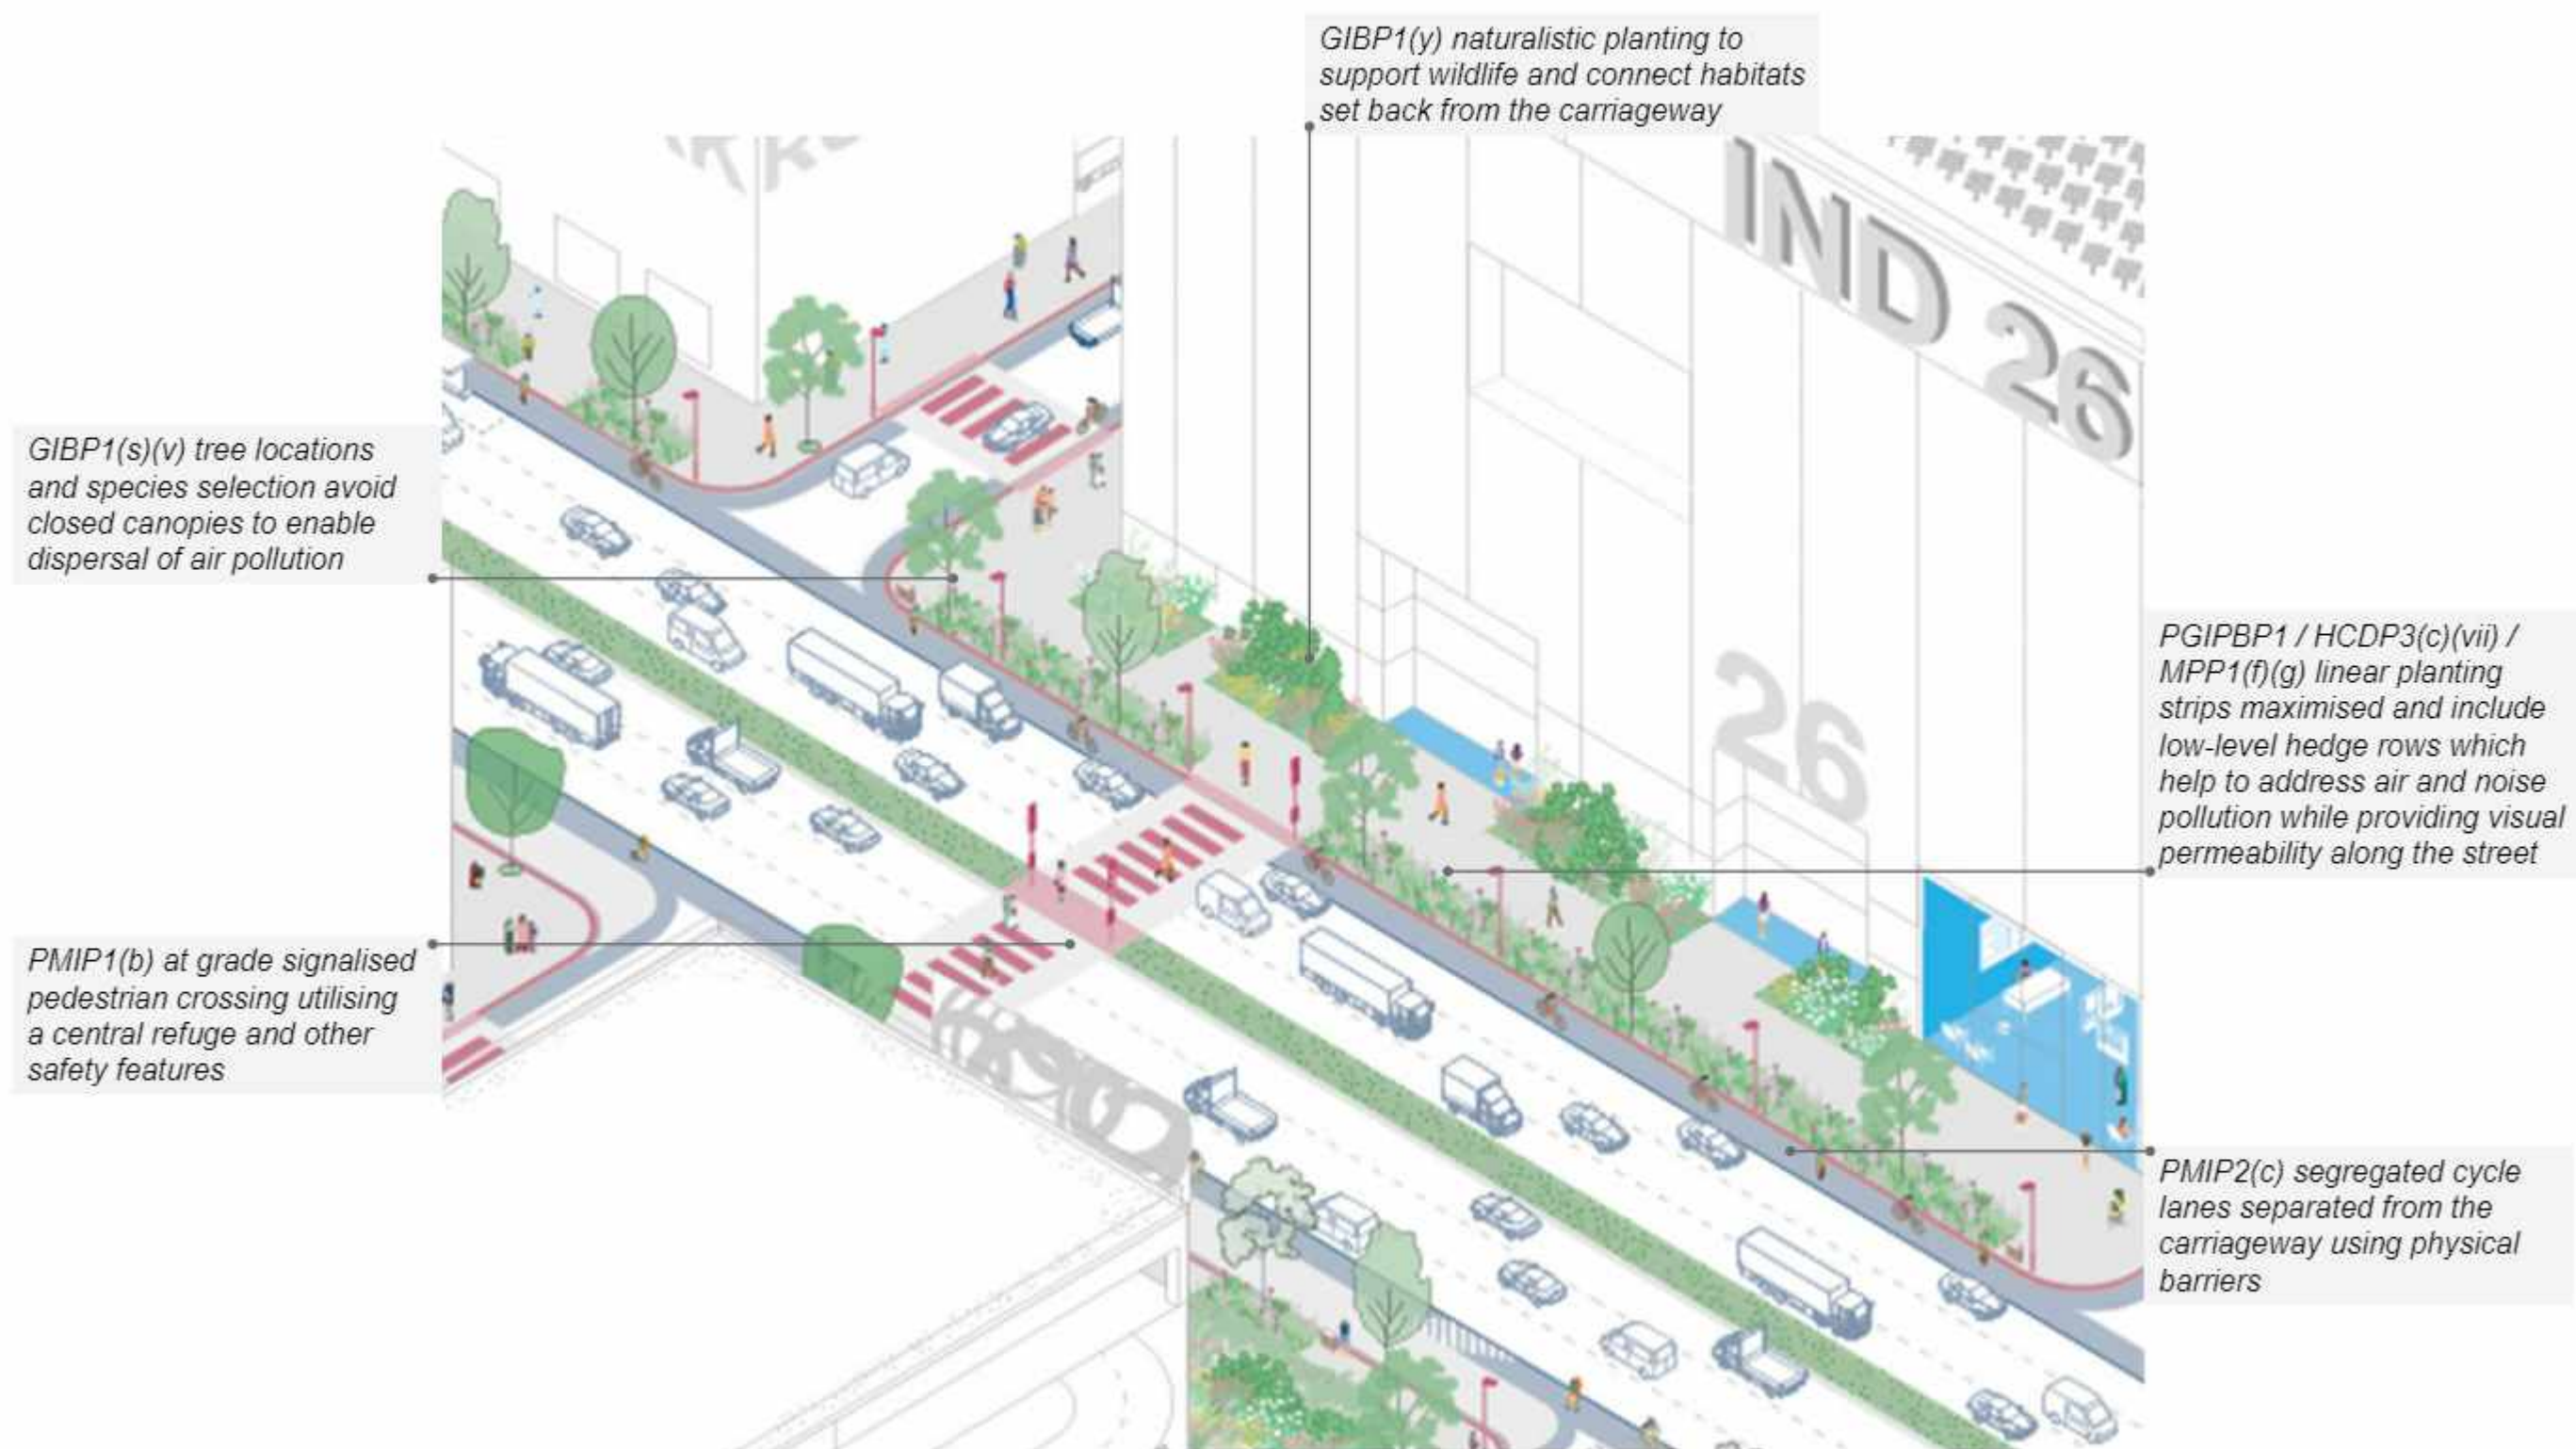 GIBP1(y) naturalistic planting to
support wildlife and connect habitats
set back from the carriageway
IND 26
GIBP1(s)(v) tree locations
and species selection avoid
closed canopies to enable
dispersal of air pollution
26
PGIPBP1 / HCDP3(c)(vii) /
MPP1(f)(g) linear planting
strips maximised and include
low-level hedge rows which
help to address air and noise
pollution while providing visual
permeability along the street
PMIP1(b) at grade signalised
pedestrian crossing utilising
a central refuge and other
safety features
PMIP2(c) segregated cycle
lanes separated from the
carriageway using physical
barriers